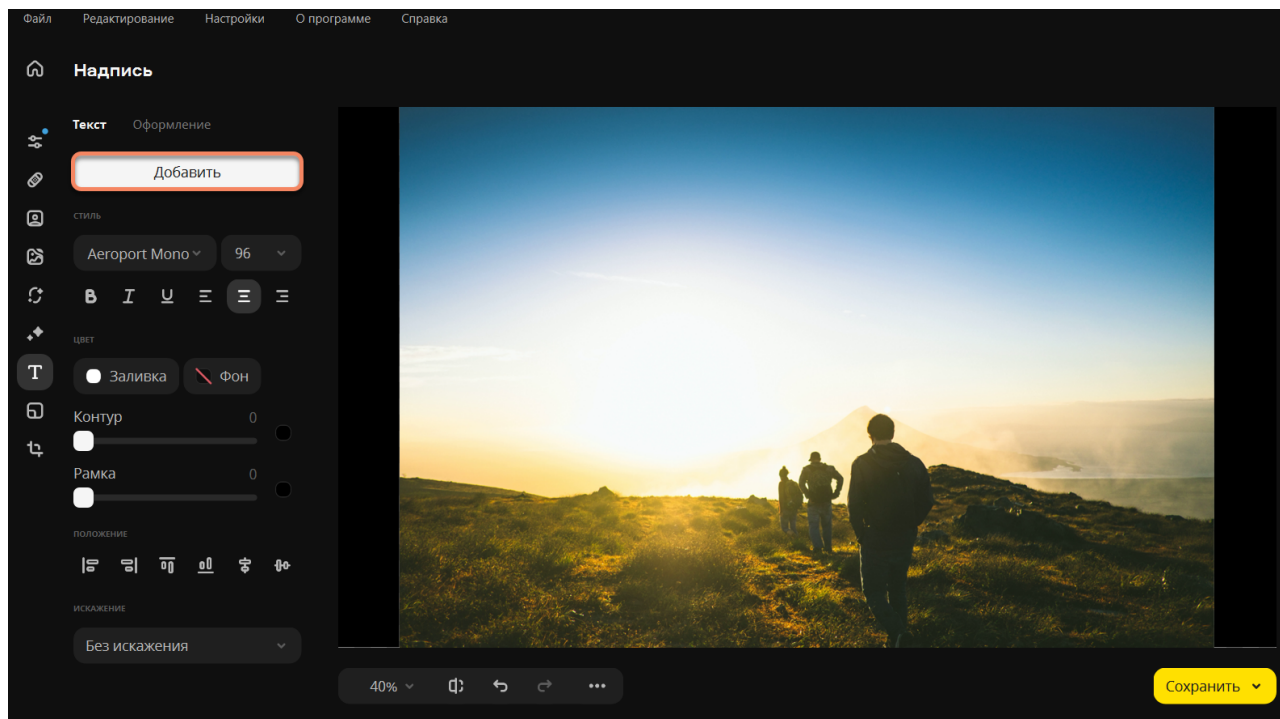 Файл Редактирование Настройки О программе Справка
Надпись
Текст Оформление
Добавить
СТИЛЬ
Aeroport Mono 96
B I U
ЦВЕТ
T Заливка Фон
Контур 0
Рамка 0
ПОЛОЖЕНИЕ
ИСКАЖЕНИЕ
Без искажения
40% Сохранить